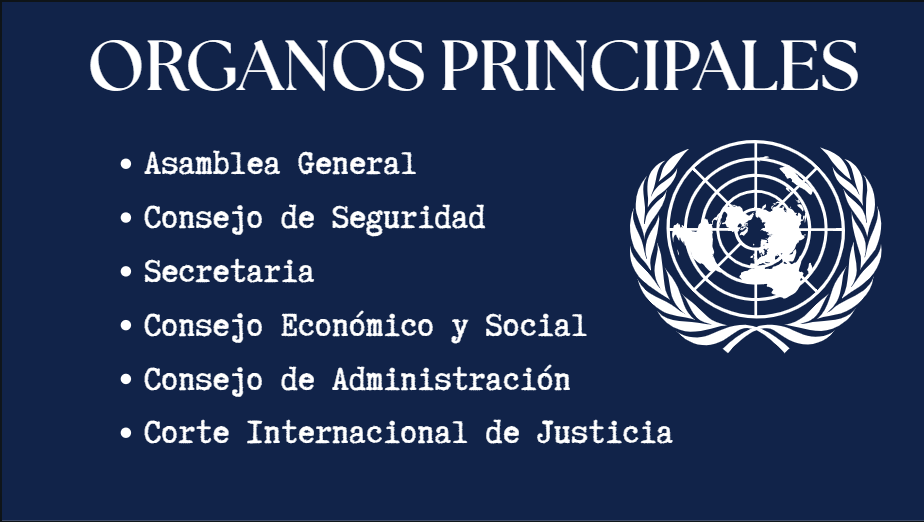 ORGANOS PRINCIPALES
• Asamblea General
• Consejo de Seguridad
• Secretaria
• Consejo Económico y Social
• Consejo de Administración
• Corte Internacional de Justicia